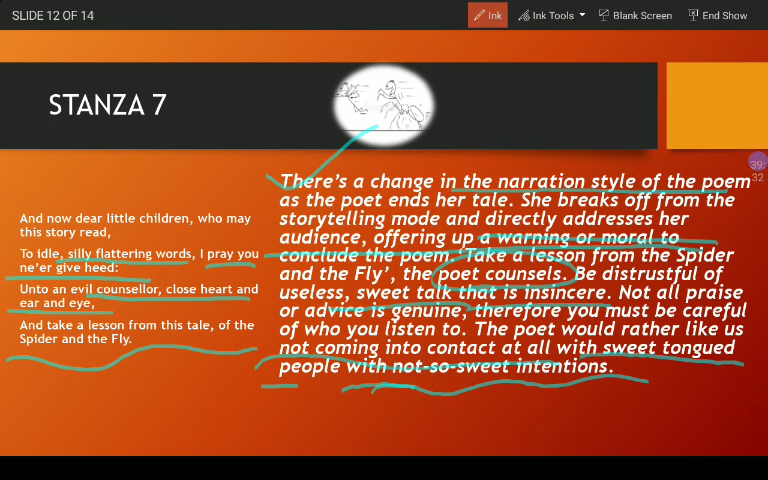 SLIDE 12 OF 14
Ink
Ink Tools
Blank Screen
End Show
STANZA 7
39:
32
And now dear little children, who may
this story read,
To idle, silly flattering words, I pray you
ne'er give heed:
Unto an evil counsellor, close heart and
ear and eye,
And take a lesson from this tale, of the
Spider and the Fly.
There's a change in the narration style of the poem
as the poet ends her tale. She breaks off from the
storytelling mode and directly addresses her
audience, offering up a warning or moral to
conclude the poem. 'Take a lesson from the Spider
and the Fly', the poet counsels. Be distrustful of
useless, sweet talk that is insincere. Not all praise
or advice is genuine, therefore you must be careful
of who you listen to. The poet would rather like us
not coming into contact at all with sweet tongued
people with not-so-sweet intentions.